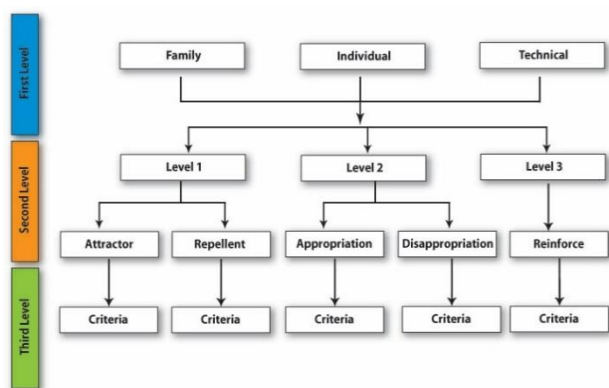 First Level
Family
Individual
Technical
Second Level
Level 1
Level 2
Level 3
Attractor
Repellent
Appropriation
Disappropriation
Reinforce
Third Level
Criteria
Criteria
Criteria
Criteria
Criteria